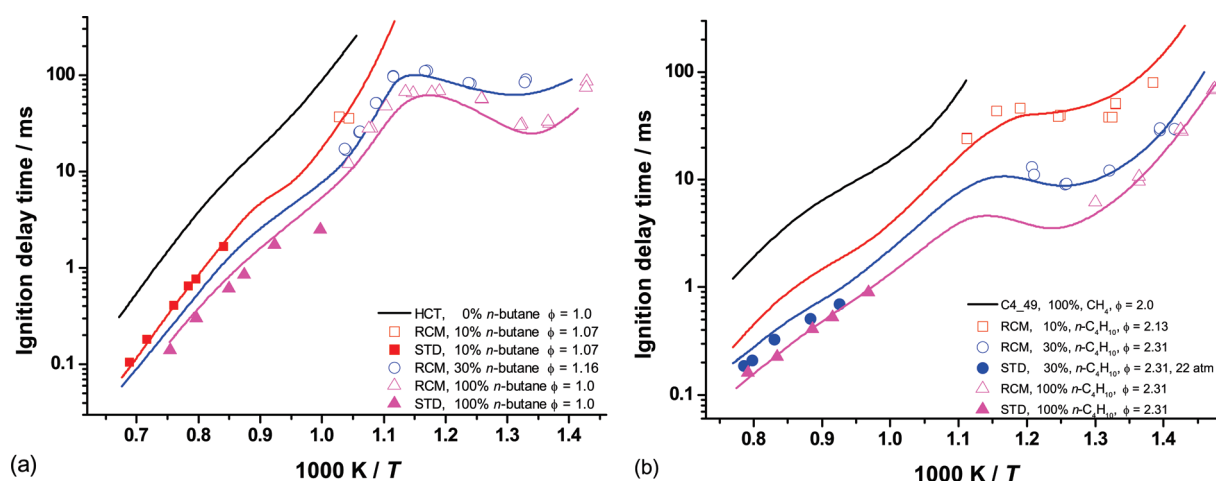 100
10
1
0.1
Ignition delay time / ms
HCT, 0% n-butane ϕ = 1.0
RCM, 10% n-butane ϕ = 1.07
STD, 10% n-butane ϕ = 1.07
RCM, 30% n-butane ϕ = 1.16
RCM, 100% n-butane ϕ = 1.0
STD, 100% n-butane ϕ = 1.0
0.7 0.8 0.9 1.0 1.1 1.2 1.3 1.4
1000 K / T
(a)
100
10
1
0.1
Ignition delay time / ms
C4_49, 100%, CH₄, ϕ = 2.0
RCM, 10%, n-C₄H₁₀, ϕ = 2.13
RCM, 30%, n-C₄H₁₀, ϕ = 2.31
STD, 30%, n-C₄H₁₀, ϕ = 2.31, 22 atm
RCM, 100% n-C₄H₁₀, ϕ = 2.31
STD, 100% n-C₄H₁₀, ϕ = 2.31
0.8 0.9 1.0 1.1 1.2 1.3 1.4
1000 K / T
(b)